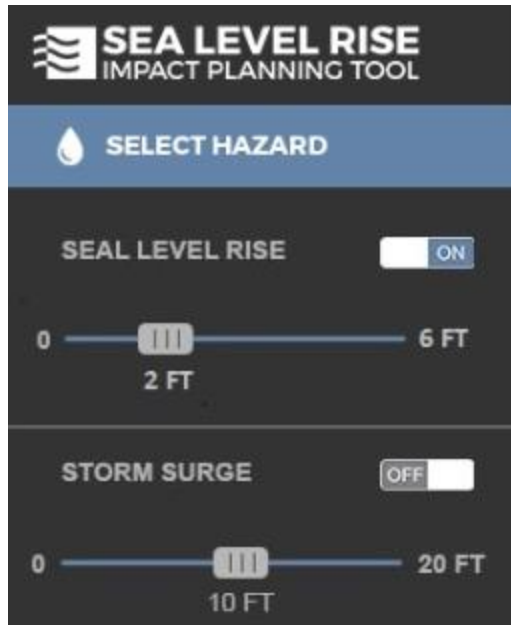 SEA LEVEL RISE
IMPACT PLANNING TOOL
SELECT HAZARD
SEAL LEVEL RISE ON
0 6 FT
2 FT
STORM SURGE OFF
0 20 FT
10 FT